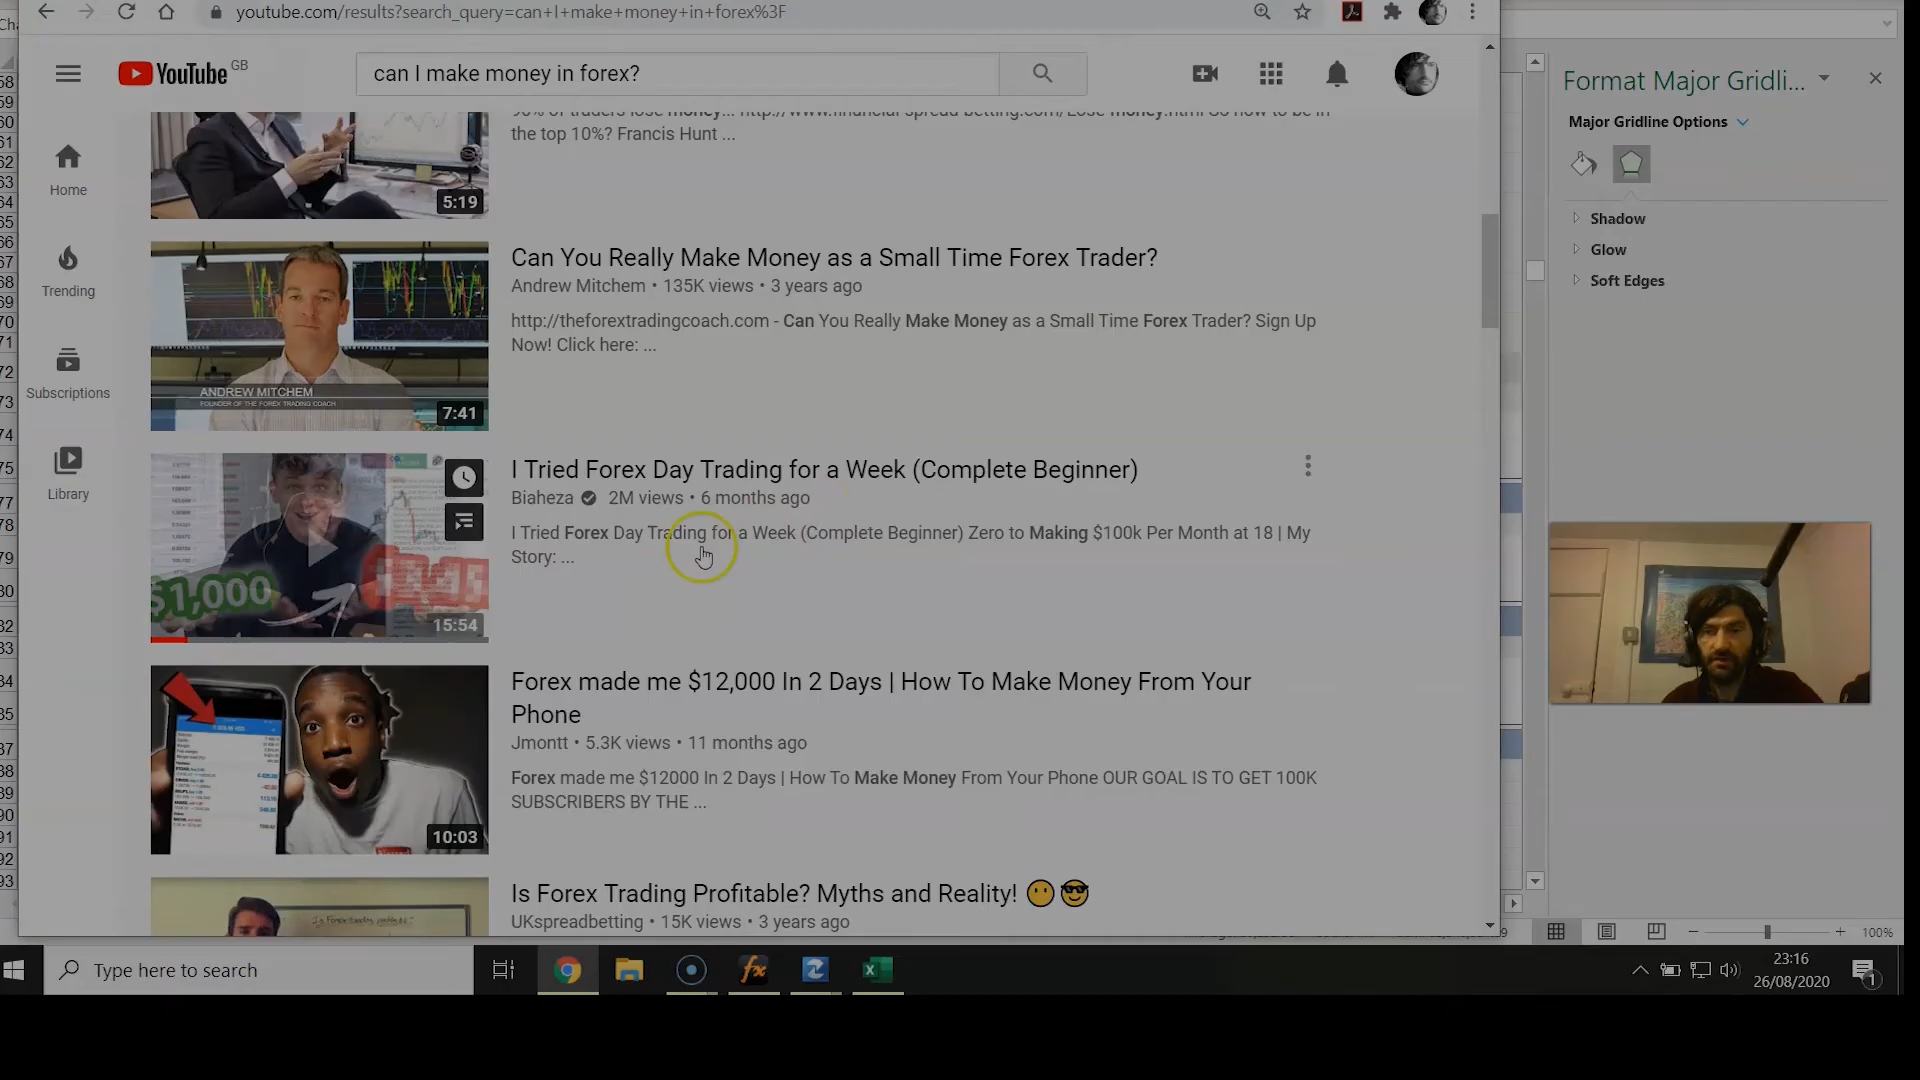 youtube.com/results?search_query=can+I+make+money+in+forex%3F
YouTube GB
can I make money in forex?
Home
Trending
Subscriptions
Library
the top 10%? Francis Hunt ...
5:19
Can You Really Make Money as a Small Time Forex Trader?
Andrew Mitchem • 135K views • 3 years ago
http://theforextradingcoach.com - Can You Really Make Money as a Small Time Forex Trader? Sign Up
Now! Click here: ...
ANDREW MITCHEM
FOUNDER OF THE FOREX TRADING COACH
7:41
I Tried Forex Day Trading for a Week (Complete Beginner)
Biaheza 2M views • 6 months ago
I Tried Forex Day Trading for a Week (Complete Beginner) Zero to Making $100k Per Month at 18 | My
Story: ...
$1,000
15:54
Forex made me $12,000 In 2 Days | How To Make Money From Your
Phone
Jmontt • 5.3K views • 11 months ago
Forex made me $12000 In 2 Days | How To Make Money From Your Phone OUR GOAL IS TO GET 100K
SUBSCRIBERS BY THE ...
10:03
Is Forex Trading Profitable? Myths and Reality! 😶😎
UKspreadbetting • 15K views • 3 years ago
Format Major Gridli...
Major Gridline Options
Shadow
Glow
Soft Edges
100%
Type here to search
23:16
26/08/2020
1